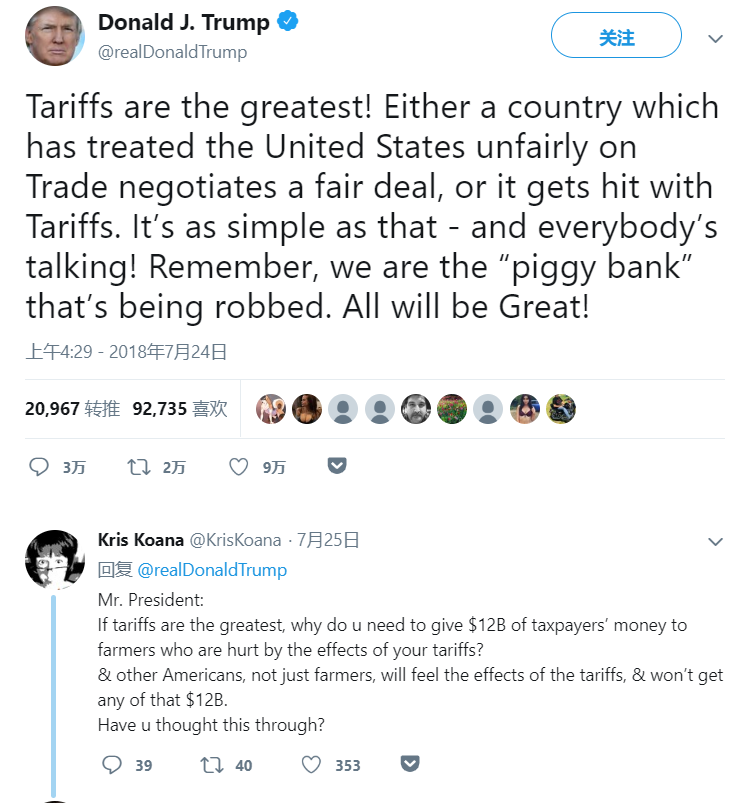 Donald J. Trump
@realDonaldTrump
关注
Tariffs are the greatest! Either a country which
has treated the United States unfairly on
Trade negotiates a fair deal, or it gets hit with
Tariffs. It’s as simple as that - and everybody’s
talking! Remember, we are the “piggy bank”
that’s being robbed. All will be Great!
上午4:29 - 2018年7月24日
20,967 转推 92,735 喜欢
3万 2万 9万
Kris Koana @KrisKoana · 7月25日
回复 @realDonaldTrump
Mr. President:
If tariffs are the greatest, why do u need to give $12B of taxpayers’ money to
farmers who are hurt by the effects of your tariffs?
& other Americans, not just farmers, will feel the effects of the tariffs, & won’t get
any of that $12B.
Have u thought this through?
39 40 353